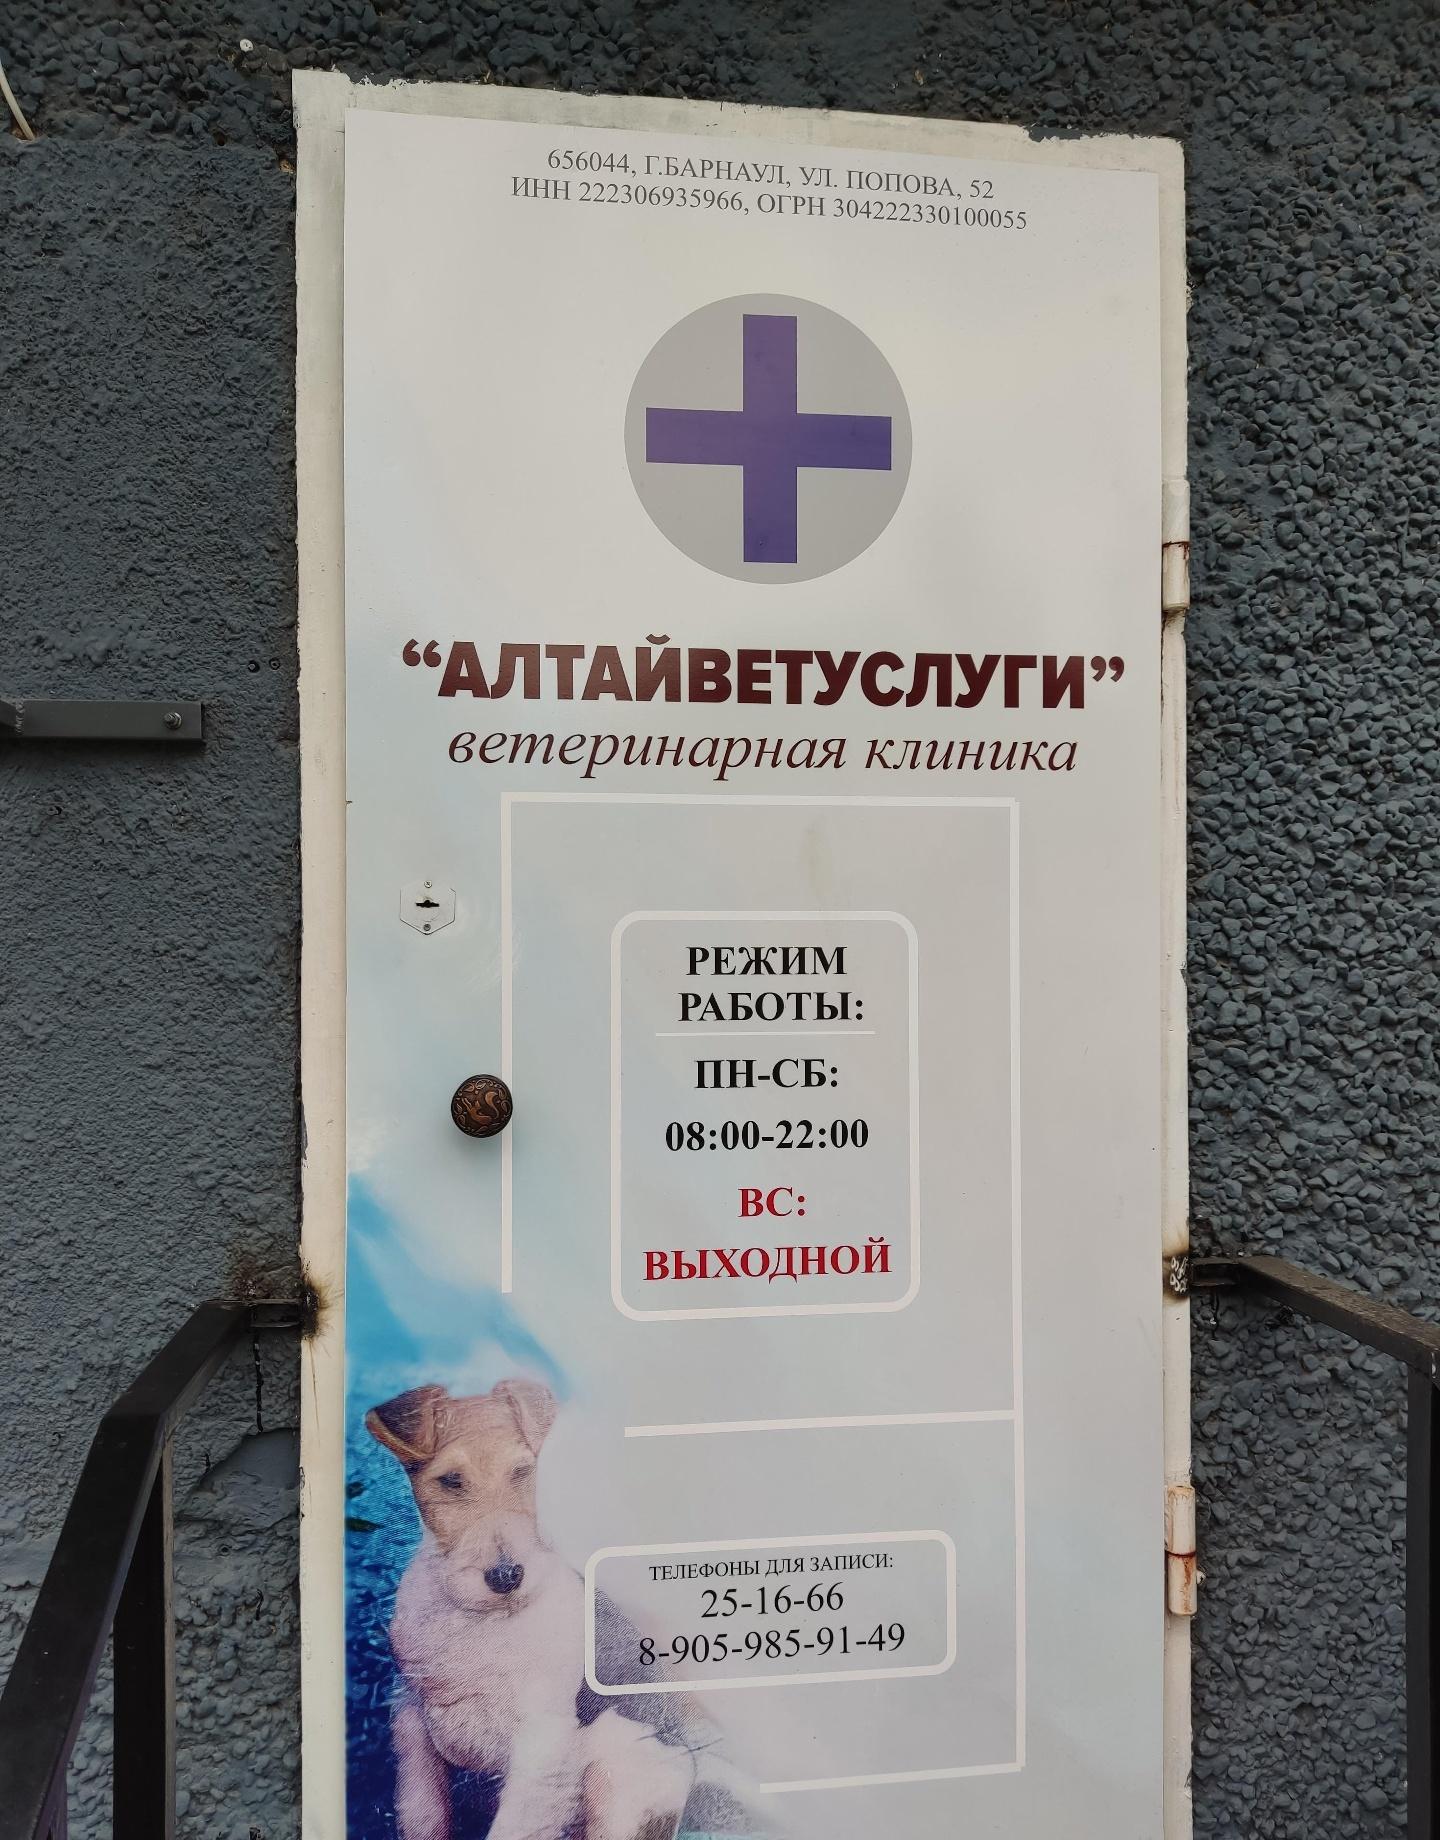 656044, Г.БАРНАУЛ, УЛ. ПОПОВА, 52
ИНН 222306935966, ОГРН 304222330100055
“АЛТАЙВЕТУСЛУГИ”
ветеринарная клиника
РЕЖИМ
РАБОТЫ:
ПН-СБ:
08:00-22:00
ВС:
ВЫХОДНОЙ
ТЕЛЕФОНЫ ДЛЯ ЗАПИСИ:
25-16-66
8-905-985-91-49